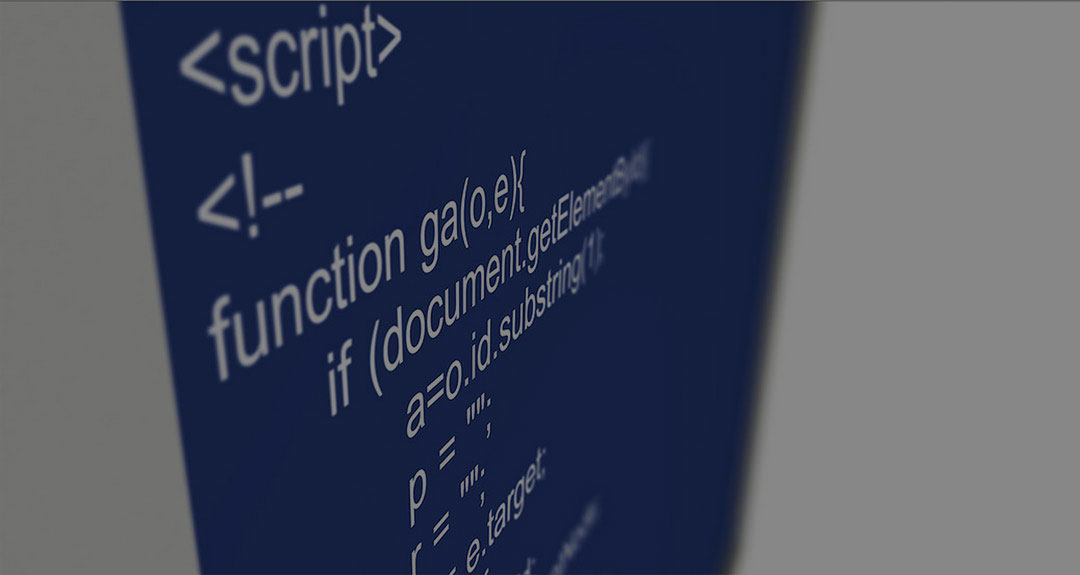 <script>
<!--
function ga(o,e){
if (document.getElementById(
a=o.id.substring(1);
p = "";
r = "";
= e.target;